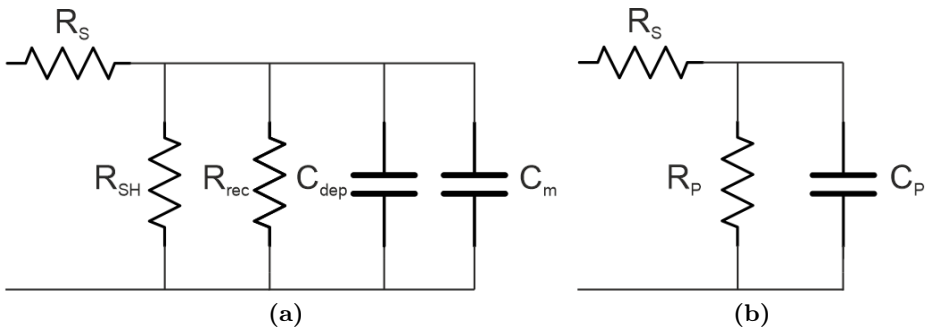 R_S
R_S
R_SH
R_rec
C_dep
C_m
R_P
C_P
(a)
(b)